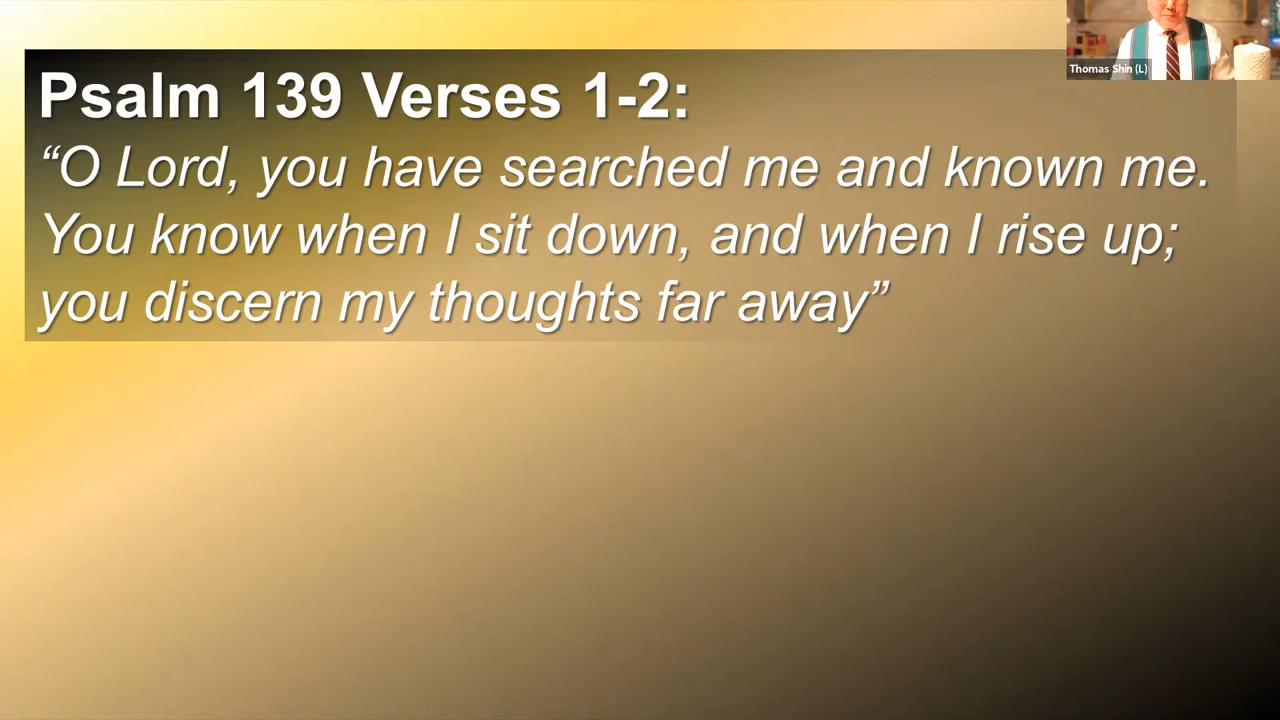 Psalm 139 Verses 1-2:
“O Lord, you have searched me and known me.
You know when I sit down, and when I rise up;
you discern my thoughts far away”
Thomas Shin (L)